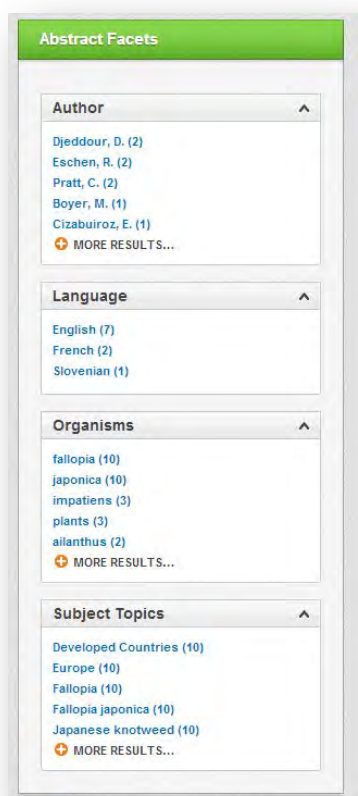 Abstract Facets
Author
Djeddour, D. (2)
Eschen, R. (2)
Pratt, C. (2)
Boyer, M. (1)
Cizabuiroz, E. (1)
MORE RESULTS...
Language
English (7)
French (2)
Slovenian (1)
Organisms
fallopia (10)
japonica (10)
impatiens (3)
plants (3)
ailanthus (2)
MORE RESULTS...
Subject Topics
Developed Countries (10)
Europe (10)
Fallopia (10)
Fallopia japonica (10)
Japanese knotweed (10)
MORE RESULTS...